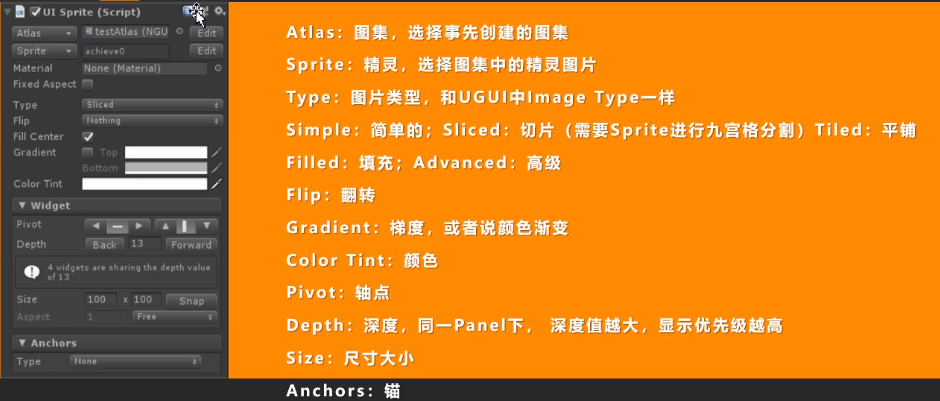 UI Sprite (Script)
Atlas testAtlas (NGU Edit
Sprite achieve0 Edit
Material None (Material)
Fixed Aspect
Type Sliced
Flip Nothing
Fill Center
Gradient Top
Bottom
Color Tint
Widget
Pivot
Depth Back 13 Forward
4 widgets are sharing the depth value
of 13
Size 100 x 100 Snap
Aspect 1 Free
Anchors
Type None
Atlas：图集，选择事先创建的图集
Sprite：精灵，选择图集中的精灵图片
Type：图片类型，和UGUI中Image Type一样
Simple：简单的；Sliced：切片（需要Sprite进行九宫格分割）Tiled：平铺
Filled：填充；Advanced：高级
Flip：翻转
Gradient：梯度，或者说颜色渐变
Color Tint：颜色
Pivot：轴点
Depth：深度，同一Panel下， 深度值越大，显示优先级越高
Size：尺寸大小
Anchors：锚